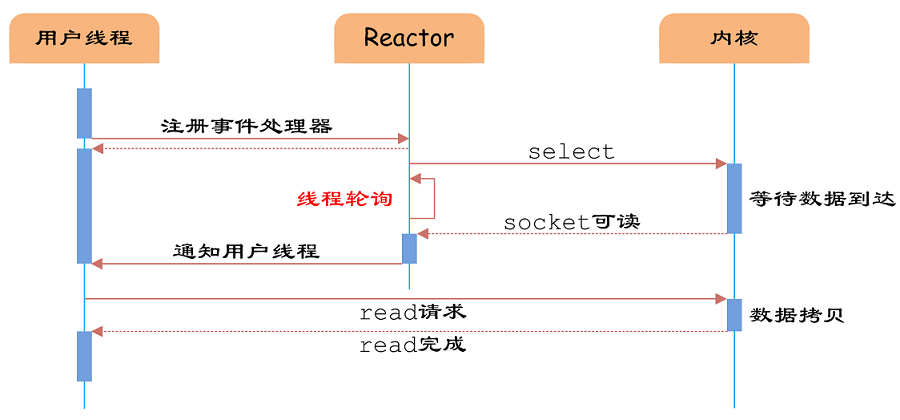 用户线程
Reactor
内核
注册事件处理器
select
线程轮询
等待数据到达
socket可读
通知用户线程
read请求
数据拷贝
read完成